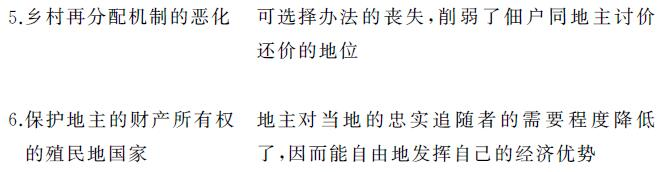 5.乡村再分配机制的恶化 可选择办法的丧失,削弱了佃户同地主讨价
还价的地位
6.保护地主的财产所有权 地主对当地的忠实追随者的需要程度降低
的殖民地国家 了,因而能自由地发挥自己的经济优势